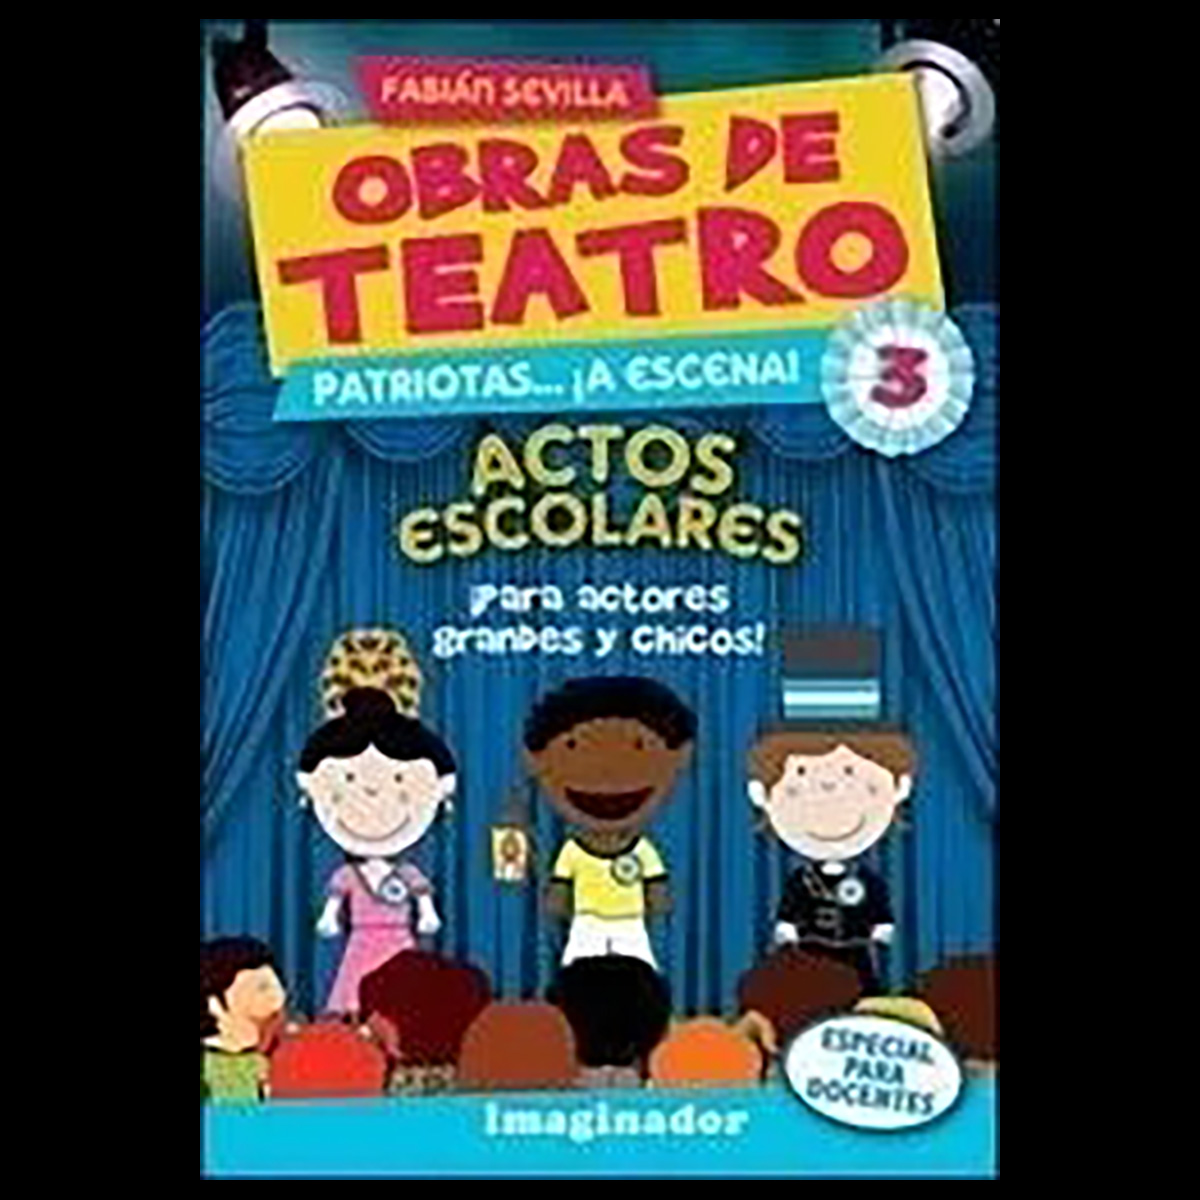 FABIÁN SEVILLA
OBRAS DE
TEATRO
PATRIOTAS... ¡A ESCENA!
3
ACTOS
ESCOLARES
¡Para actores
grandes y chicos!
ESPECIAL
PARA
DOCENTES
imaginador